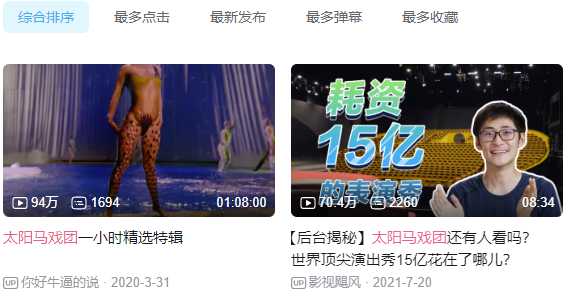 综合排序 最多点击 最新发布 最多弹幕 最多收藏
耗资
15亿
的表演秀
94万 1694 01:08:00
70.4万 2260 08:34
太阳马戏团一小时精选特辑
UP 你好牛逼的说 · 2020-3-31
【后台揭秘】太阳马戏团还有人看吗?
世界顶尖演出秀15亿花在了哪儿?
UP 影视飓风 · 2021-7-20